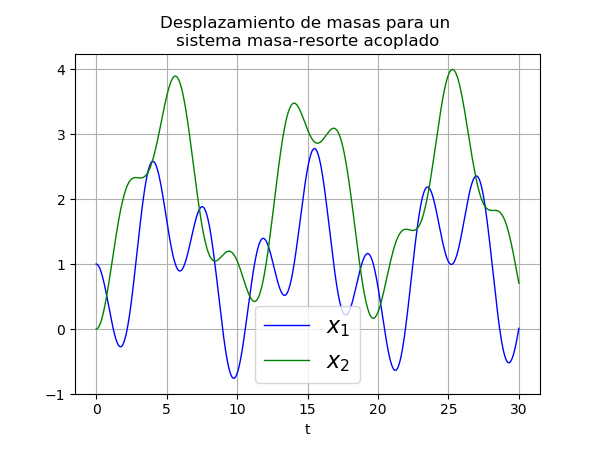 Desplazamiento de masas para un
sistema masa-resorte acoplado
4
3
2
1
0
−1
x₁
x₂
0 5 10 15 20 25 30
t